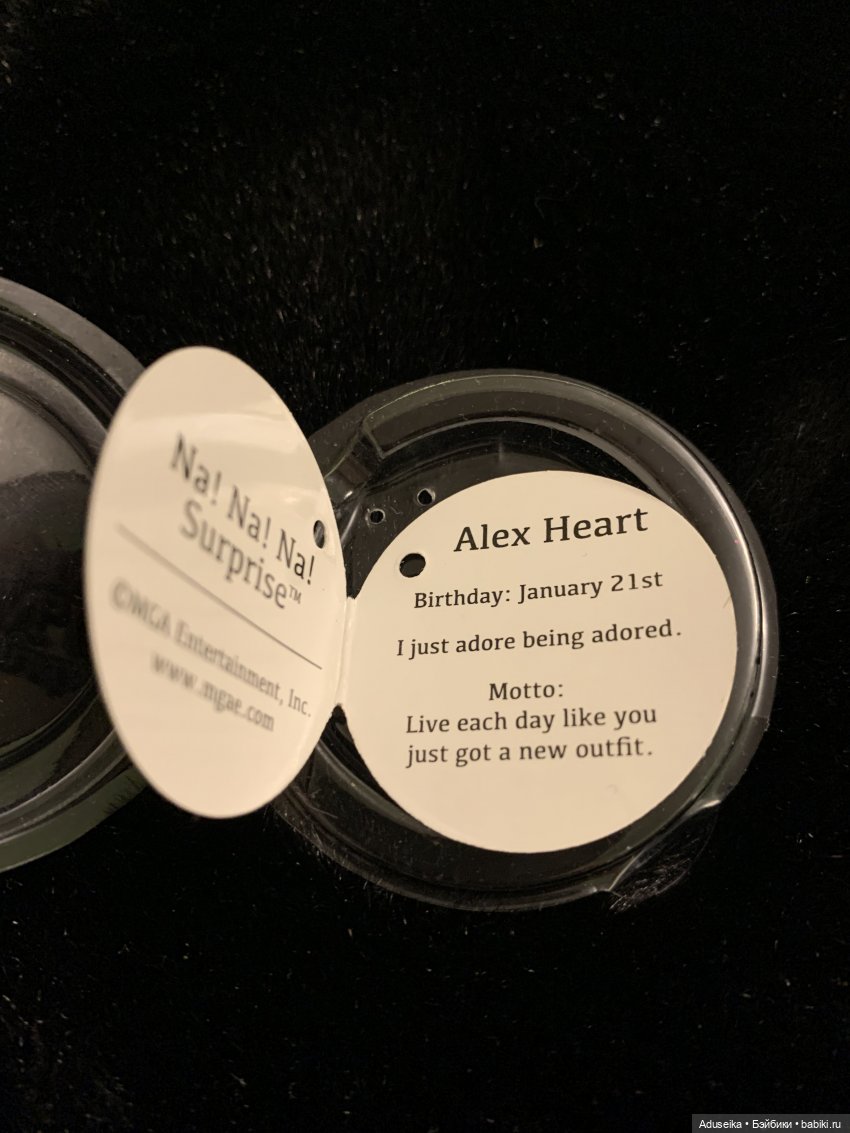 Na! Na! Na!
Surprise™
©MGA Entertainment, Inc.
www.mgae.com
Alex Heart
Birthday: January 21st
I just adore being adored.
Motto:
Live each day like you
just got a new outfit.
Aduseika • Бэйбики • babiki.ru